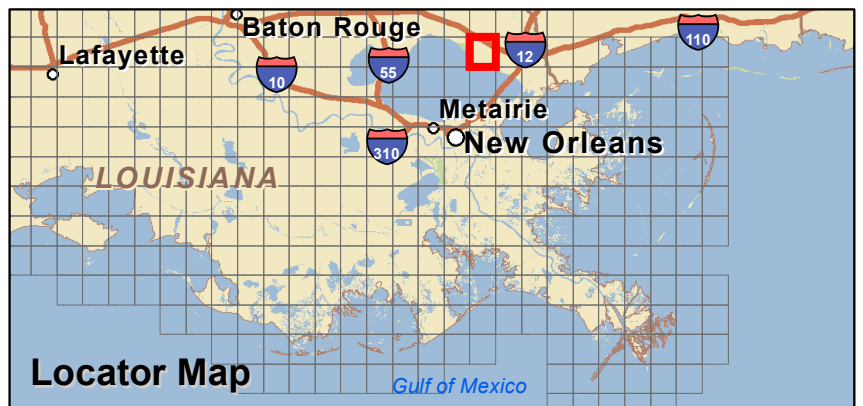 Baton Rouge
Lafayette
110
12
55
10
Metairie
New Orleans
310
LOUISIANA
Locator Map
Gulf of Mexico